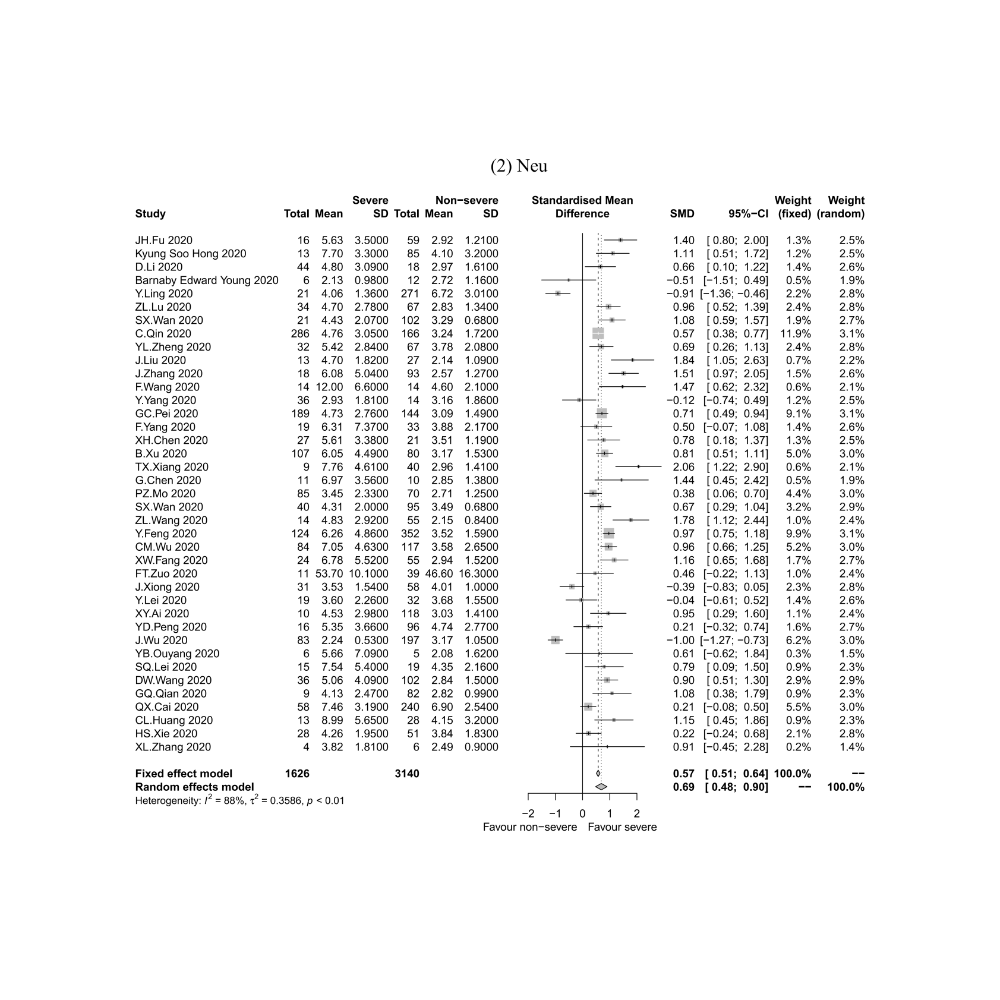 (2) Neu
Severe Non−severe Standardised Mean Weight Weight
Study Total Mean SD Total Mean SD Difference SMD 95%−CI (fixed) (random)
JH.Fu 2020 16 5.63 3.5000 59 2.92 1.2100 1.40 [ 0.80; 2.00] 1.3% 2.5%
Kyung Soo Hong 2020 13 7.70 3.3000 85 4.10 3.2000 1.11 [ 0.51; 1.72] 1.2% 2.5%
D.Li 2020 44 4.80 3.0900 18 2.97 1.6100 0.66 [ 0.10; 1.22] 1.4% 2.6%
Barnaby Edward Young 2020 6 2.13 0.9800 12 2.72 1.1600 −0.51 [−1.51; 0.49] 0.5% 1.9%
Y.Ling 2020 21 4.06 1.3600 271 6.72 3.0100 −0.91 [−1.36; −0.46] 2.2% 2.8%
ZL.Lu 2020 34 4.70 2.7800 67 2.83 1.3400 0.96 [ 0.52; 1.39] 2.4% 2.8%
SX.Wan 2020 21 4.43 2.0700 102 3.29 0.6800 1.08 [ 0.59; 1.57] 1.9% 2.7%
C.Qin 2020 286 4.76 3.0500 166 3.24 1.7200 0.57 [ 0.38; 0.77] 11.9% 3.1%
YL.Zheng 2020 32 5.42 2.8400 67 3.78 2.0800 0.69 [ 0.26; 1.13] 2.4% 2.8%
J.Liu 2020 13 4.70 1.8200 27 2.14 1.0900 1.84 [ 1.05; 2.63] 0.7% 2.2%
J.Zhang 2020 18 6.08 5.0400 93 2.57 1.2700 1.51 [ 0.97; 2.05] 1.5% 2.6%
F.Wang 2020 14 12.00 6.6000 14 4.60 2.1000 1.47 [ 0.62; 2.32] 0.6% 2.1%
Y.Yang 2020 36 2.93 1.8100 14 3.16 1.8600 −0.12 [−0.74; 0.49] 1.2% 2.5%
GC.Pei 2020 189 4.73 2.7600 144 3.09 1.4900 0.71 [ 0.49; 0.94] 9.1% 3.1%
F.Yang 2020 19 6.31 7.3700 33 3.88 2.1700 0.50 [−0.07; 1.08] 1.4% 2.6%
XH.Chen 2020 27 5.61 3.3800 21 3.51 1.1900 0.78 [ 0.18; 1.37] 1.3% 2.5%
B.Xu 2020 107 6.05 4.4900 80 3.17 1.5300 0.81 [ 0.51; 1.11] 5.0% 3.0%
TX.Xiang 2020 9 7.76 4.6100 40 2.96 1.4100 2.06 [ 1.22; 2.90] 0.6% 2.1%
G.Chen 2020 11 6.97 3.5600 10 2.85 1.3800 1.44 [ 0.45; 2.42] 0.5% 1.9%
PZ.Mo 2020 85 3.45 2.3300 70 2.71 1.2500 0.38 [ 0.06; 0.70] 4.4% 3.0%
SX.Wan 2020 40 4.31 2.0000 95 3.49 0.6800 0.67 [ 0.29; 1.04] 3.2% 2.9%
ZL.Wang 2020 14 4.83 2.9200 55 2.15 0.8400 1.78 [ 1.12; 2.44] 1.0% 2.4%
Y.Feng 2020 124 6.26 4.8600 352 3.52 1.5900 0.97 [ 0.75; 1.18] 9.9% 3.1%
CM.Wu 2020 84 7.05 4.6300 117 3.58 2.6500 0.96 [ 0.66; 1.25] 5.2% 3.0%
XW.Fang 2020 24 6.78 5.5200 55 2.94 1.5200 1.16 [ 0.65; 1.68] 1.7% 2.7%
FT.Zuo 2020 11 53.70 10.1000 39 46.60 16.3000 0.46 [−0.22; 1.13] 1.0% 2.4%
J.Xiong 2020 31 3.53 1.5400 58 4.01 1.0000 −0.39 [−0.83; 0.05] 2.3% 2.8%
Y.Lei 2020 19 3.60 2.2600 32 3.68 1.5500 −0.04 [−0.61; 0.52] 1.4% 2.6%
XY.Ai 2020 10 4.53 2.9800 118 3.03 1.4100 0.95 [ 0.29; 1.60] 1.1% 2.4%
YD.Peng 2020 16 5.35 3.6600 96 4.74 2.7700 0.21 [−0.32; 0.74] 1.6% 2.7%
J.Wu 2020 83 2.24 0.5300 197 3.17 1.0500 −1.00 [−1.27; −0.73] 6.2% 3.0%
YB.Ouyang 2020 6 5.66 7.0900 5 2.08 1.6200 0.61 [−0.62; 1.84] 0.3% 1.5%
SQ.Lei 2020 15 7.54 5.4000 19 4.35 2.1600 0.79 [ 0.09; 1.50] 0.9% 2.3%
DW.Wang 2020 36 5.06 4.0900 102 2.84 1.5000 0.90 [ 0.51; 1.30] 2.9% 2.9%
GQ.Qian 2020 9 4.13 2.4700 82 2.82 0.9900 1.08 [ 0.38; 1.79] 0.9% 2.3%
QX.Cai 2020 58 7.46 3.1900 240 6.90 2.5400 0.21 [−0.08; 0.50] 5.5% 3.0%
CL.Huang 2020 13 8.99 5.6500 28 4.15 3.2000 1.15 [ 0.45; 1.86] 0.9% 2.3%
HS.Xie 2020 28 4.26 1.9500 51 3.84 1.8300 0.22 [−0.24; 0.68] 2.1% 2.8%
XL.Zhang 2020 4 3.82 1.8100 6 2.49 0.9000 0.91 [−0.45; 2.28] 0.2% 1.4%
Fixed effect model 1626 3140 0.57 [ 0.51; 0.64] 100.0% −−
Random effects model 0.69 [ 0.48; 0.90] −− 100.0%
Heterogeneity: I² = 88%, τ² = 0.3586, p < 0.01
−2 −1 0 1 2
Favour non−severe Favour severe